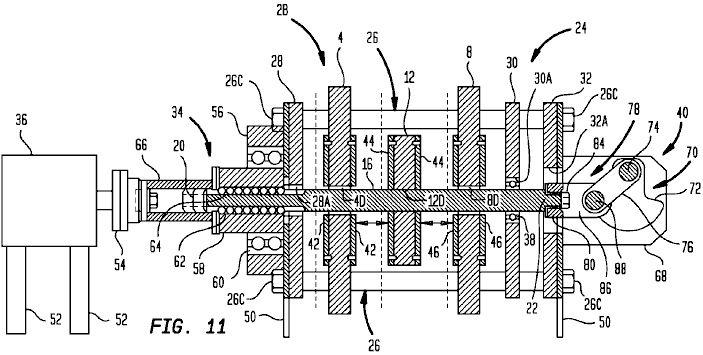 2B 4 26 8 24
28 12 30 30A 32
26C 26C
34 56 78 40
36 66 20 44 44 32A 84 74 70
16 72
28A 4D 12D 8D
64 62 58 42 42 46 46 38 76
54 60 22 80 88 68
26C 26C 86
52 52 50 50
FIG. 11 26